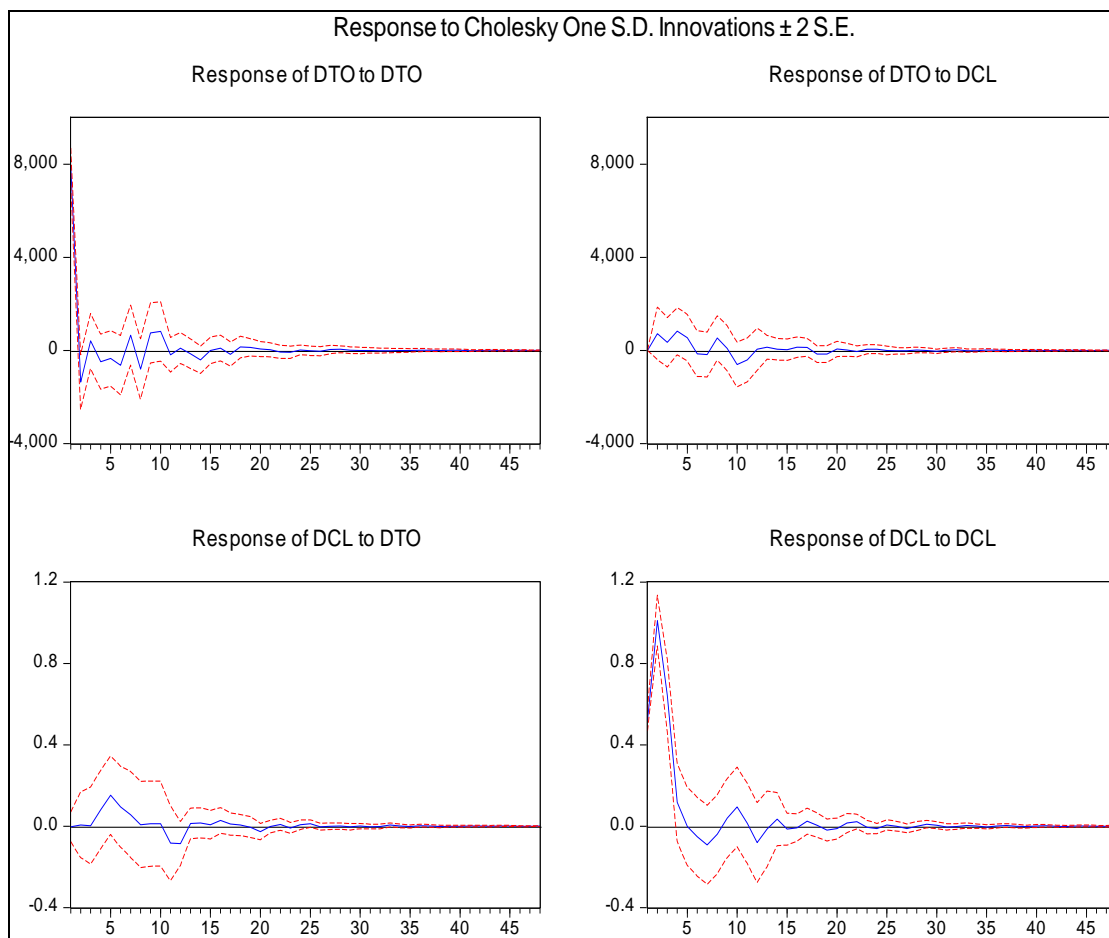 Response to Cholesky One S.D. Innovations ± 2 S.E.
Response of DTO to DTO
8,000
4,000
0
-4,000
5 10 15 20 25 30 35 40 45
Response of DTO to DCL
8,000
4,000
0
-4,000
5 10 15 20 25 30 35 40 45
Response of DCL to DTO
1.2
0.8
0.4
0.0
-0.4
5 10 15 20 25 30 35 40 45
Response of DCL to DCL
1.2
0.8
0.4
0.0
-0.4
5 10 15 20 25 30 35 40 45